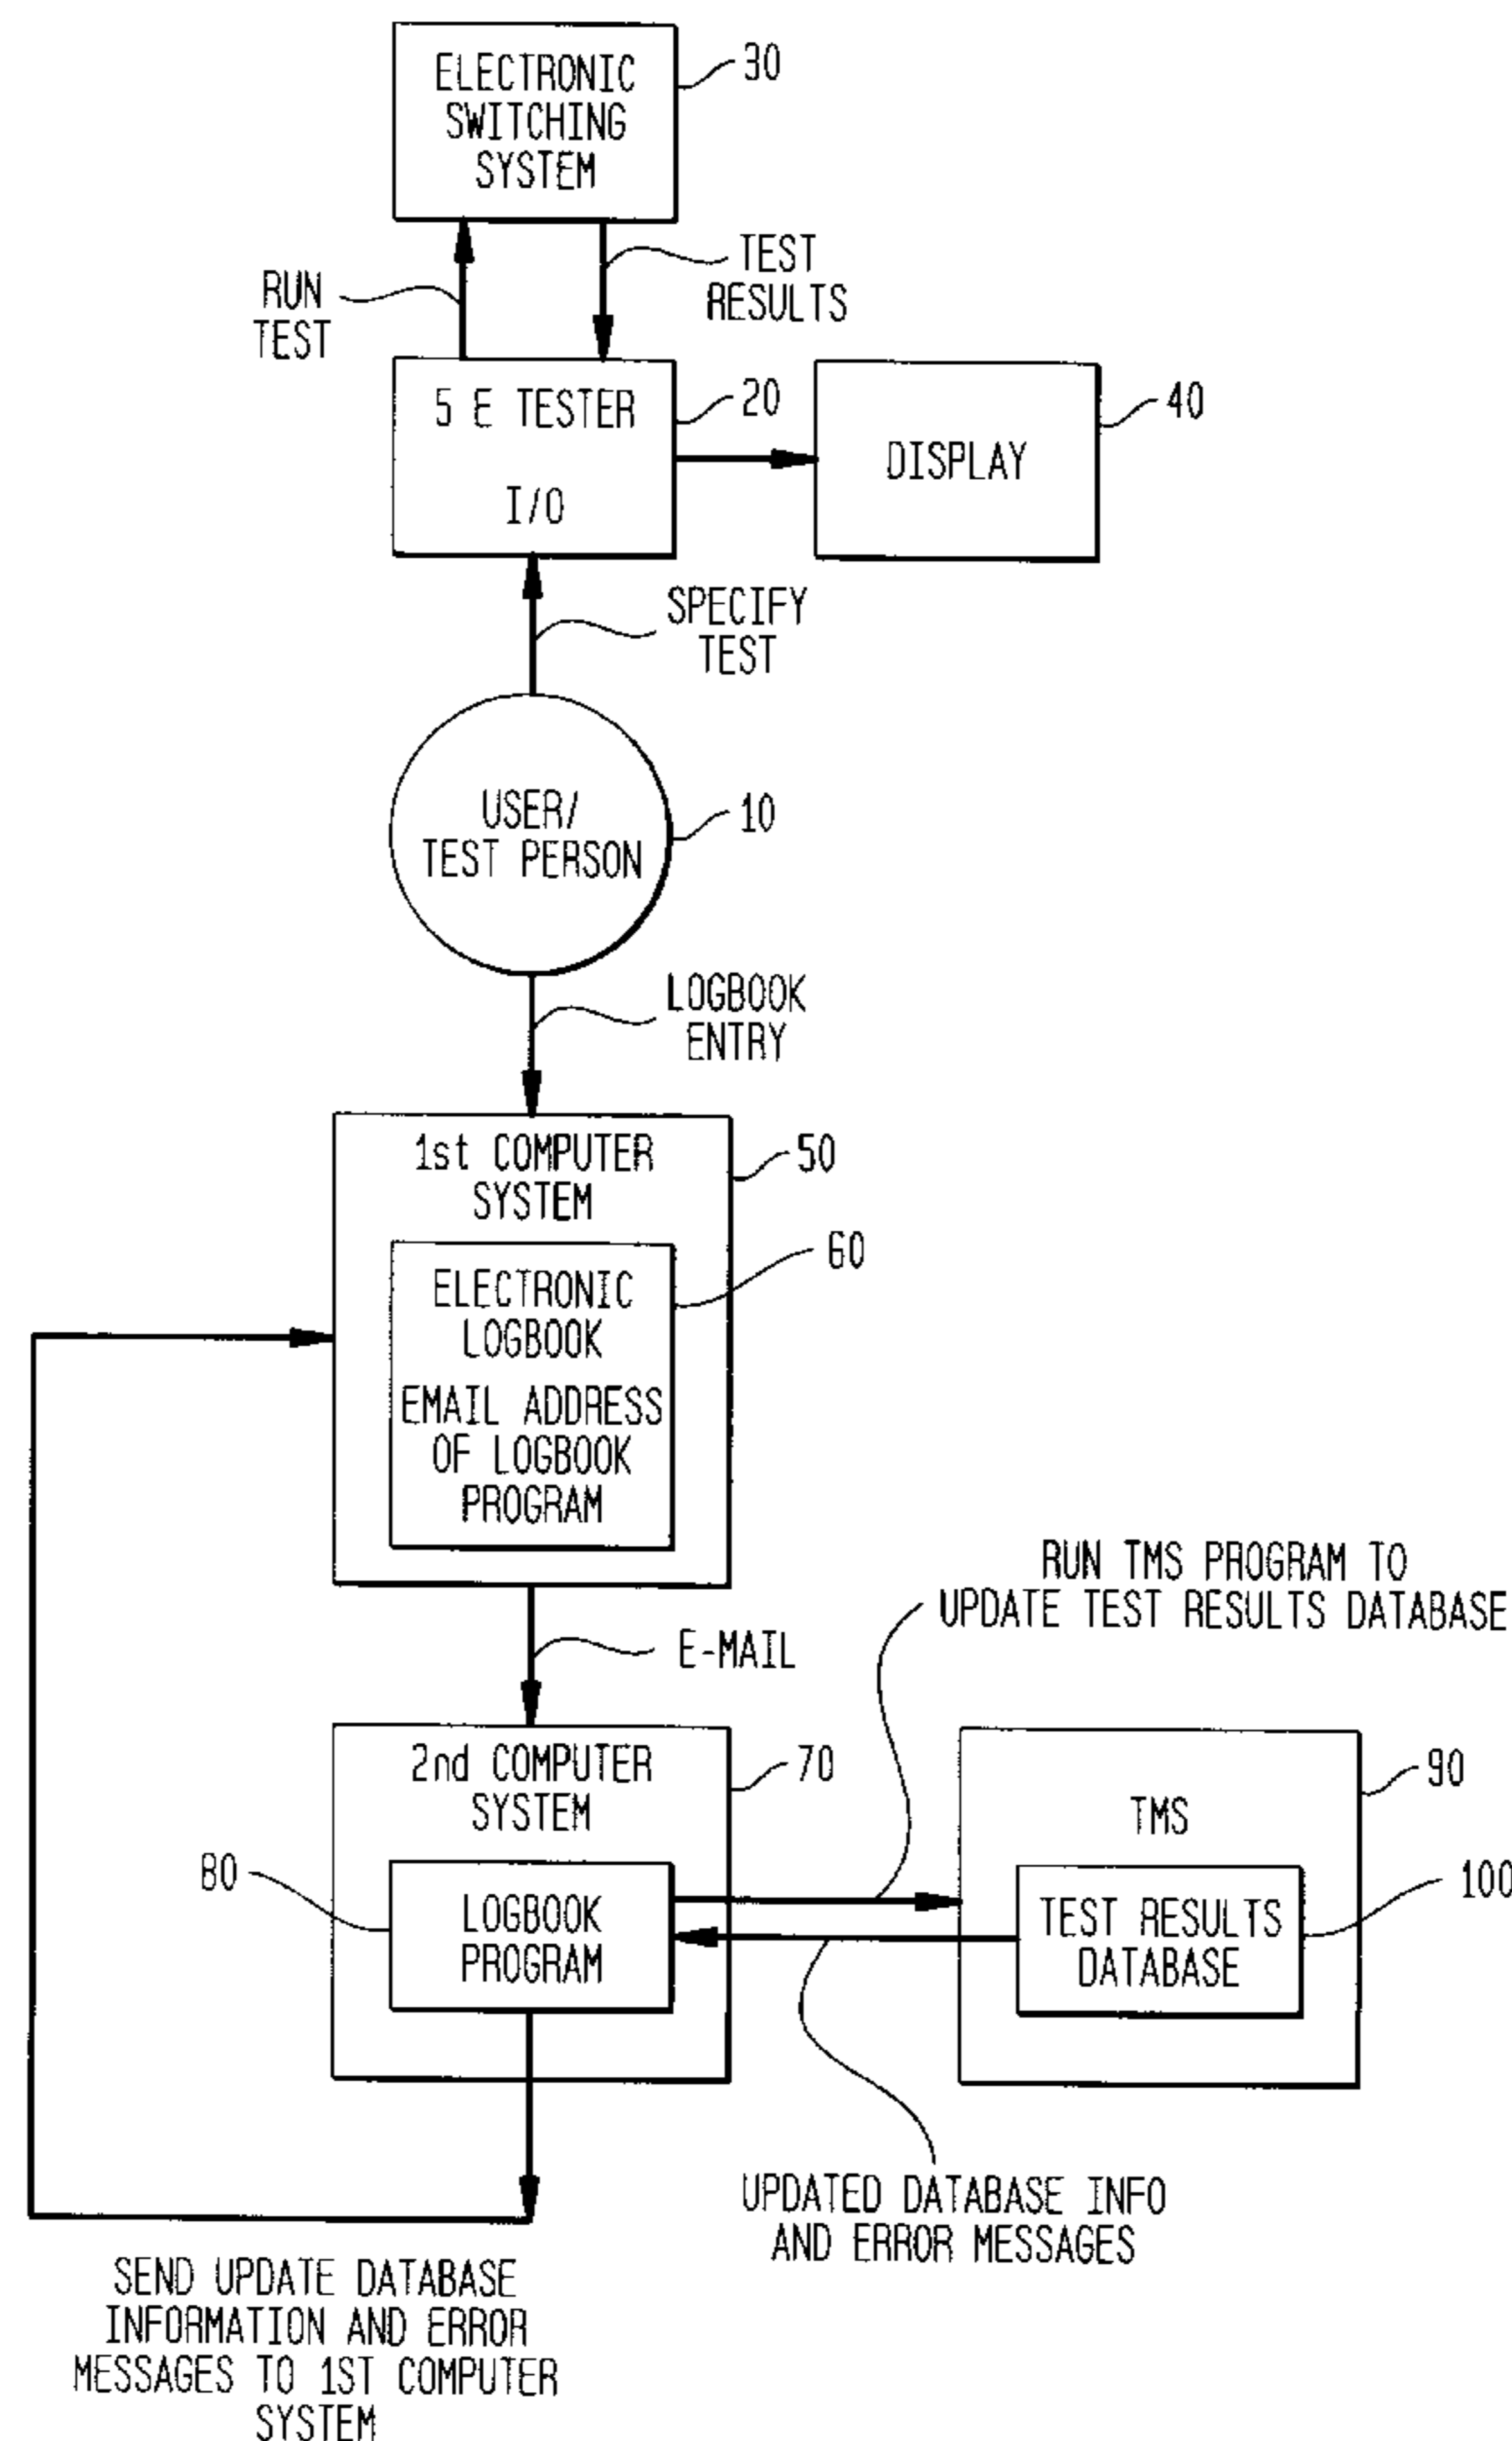 ELECTRONIC
SWITCHING
SYSTEM
30
RUN
TEST
TEST
RESULTS
5 E TESTER
I/O
20
DISPLAY
40
SPECIFY
TEST
USER/
TEST PERSON
10
LOGBOOK
ENTRY
1st COMPUTER
SYSTEM
50
ELECTRONIC
LOGBOOK
EMAIL ADDRESS
OF LOGBOOK
PROGRAM
60
E-MAIL
RUN TMS PROGRAM TO
UPDATE TEST RESULTS DATABASE
2nd COMPUTER
SYSTEM
70
80
LOGBOOK
PROGRAM
TMS
90
TEST RESULTS
DATABASE
100
UPDATED DATABASE INFO
AND ERROR MESSAGES
SEND UPDATE DATABASE
INFORMATION AND ERROR
MESSAGES TO 1ST COMPUTER
SYSTEM